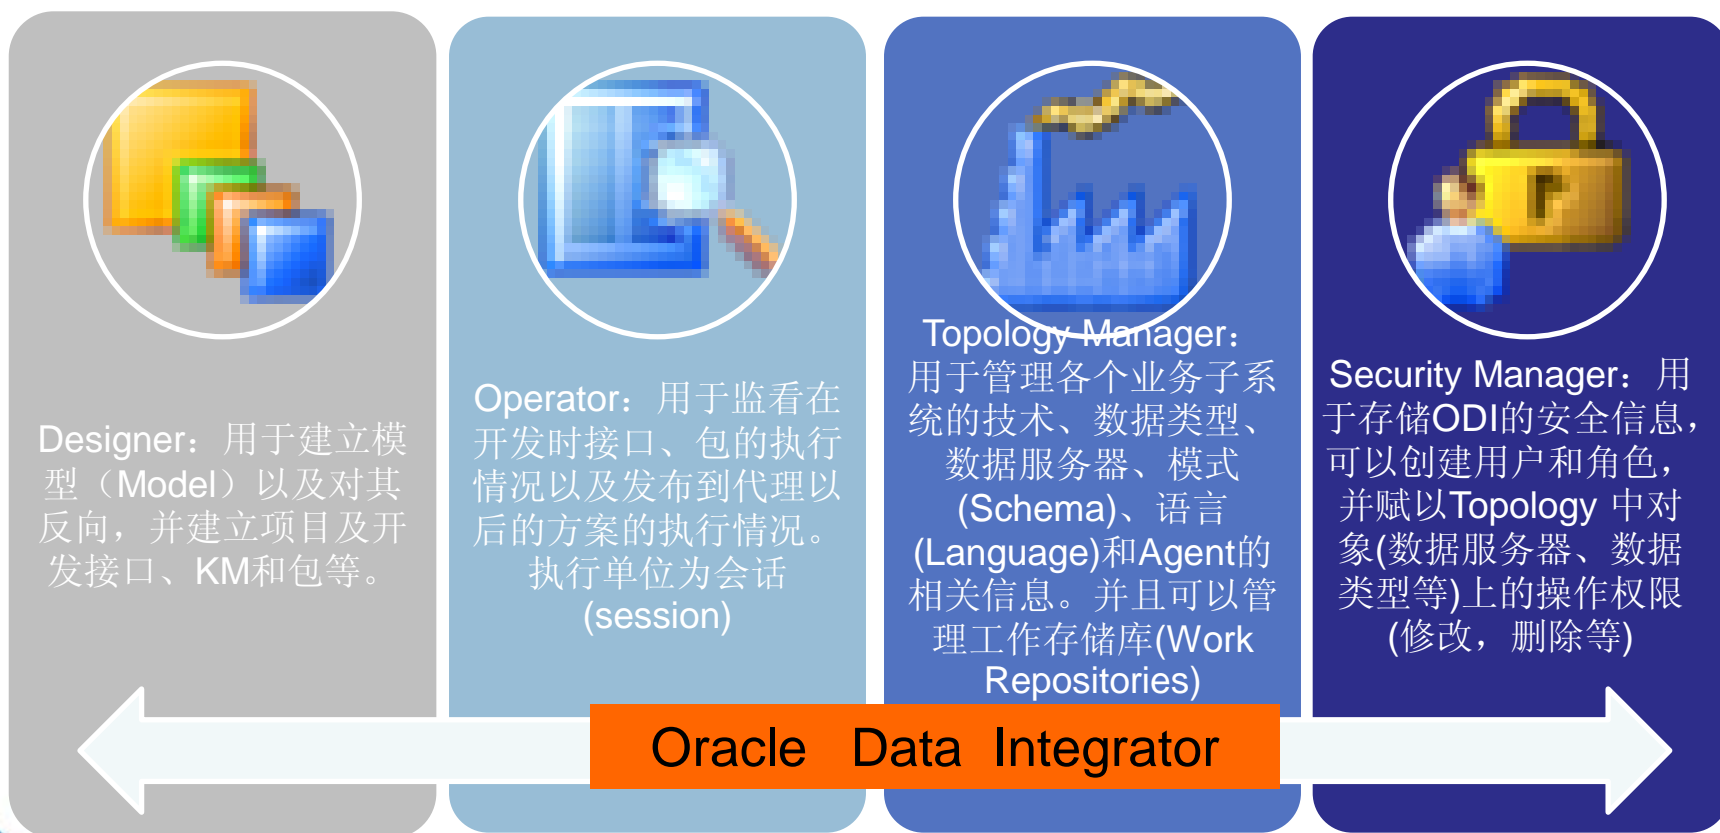 Designer：用于建立模
型（Model）以及对其
反向，并建立项目及开
发接口、KM和包等。
Operator：用于监看在
开发时接口、包的执行
情况以及发布到代理以
后的方案的执行情况。
执行单位为会话
(session)
Topology Manager：
用于管理各个业务子系
统的技术、数据类型、
数据服务器、模式
(Schema)、语言
(Language)和Agent的
相关信息。并且可以管
理工作存储库(Work
Repositories)
Security Manager：用
于存储ODI的安全信息，
可以创建用户和角色，
并赋以Topology 中对
象(数据服务器、数据
类型等)上的操作权限
(修改，删除等)
Oracle Data Integrator